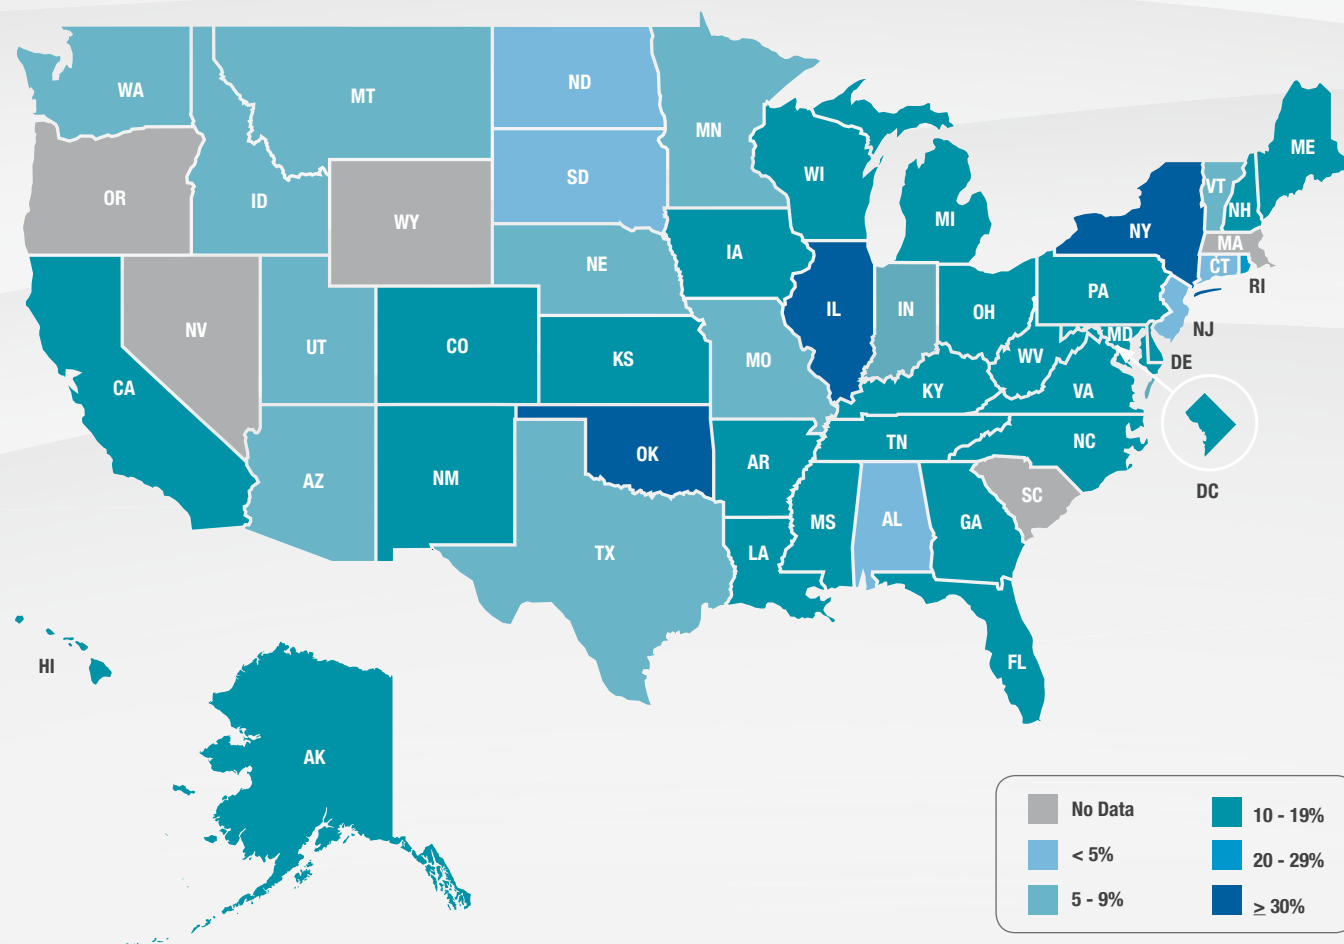 WA
MT
ND
MN
OR
ID
WY
SD
WI
MI
ME
VT
NH
NY
MA
CT
RI
NV
UT
CO
NE
IA
IL
IN
OH
PA
NJ
MD
DE
CA
KS
MO
KY
WV
VA
DC
AZ
NM
OK
AR
TN
NC
TX
LA
MS
AL
GA
SC
FL
HI
AK
No Data
< 5%
5 - 9%
10 - 19%
20 - 29%
≥ 30%